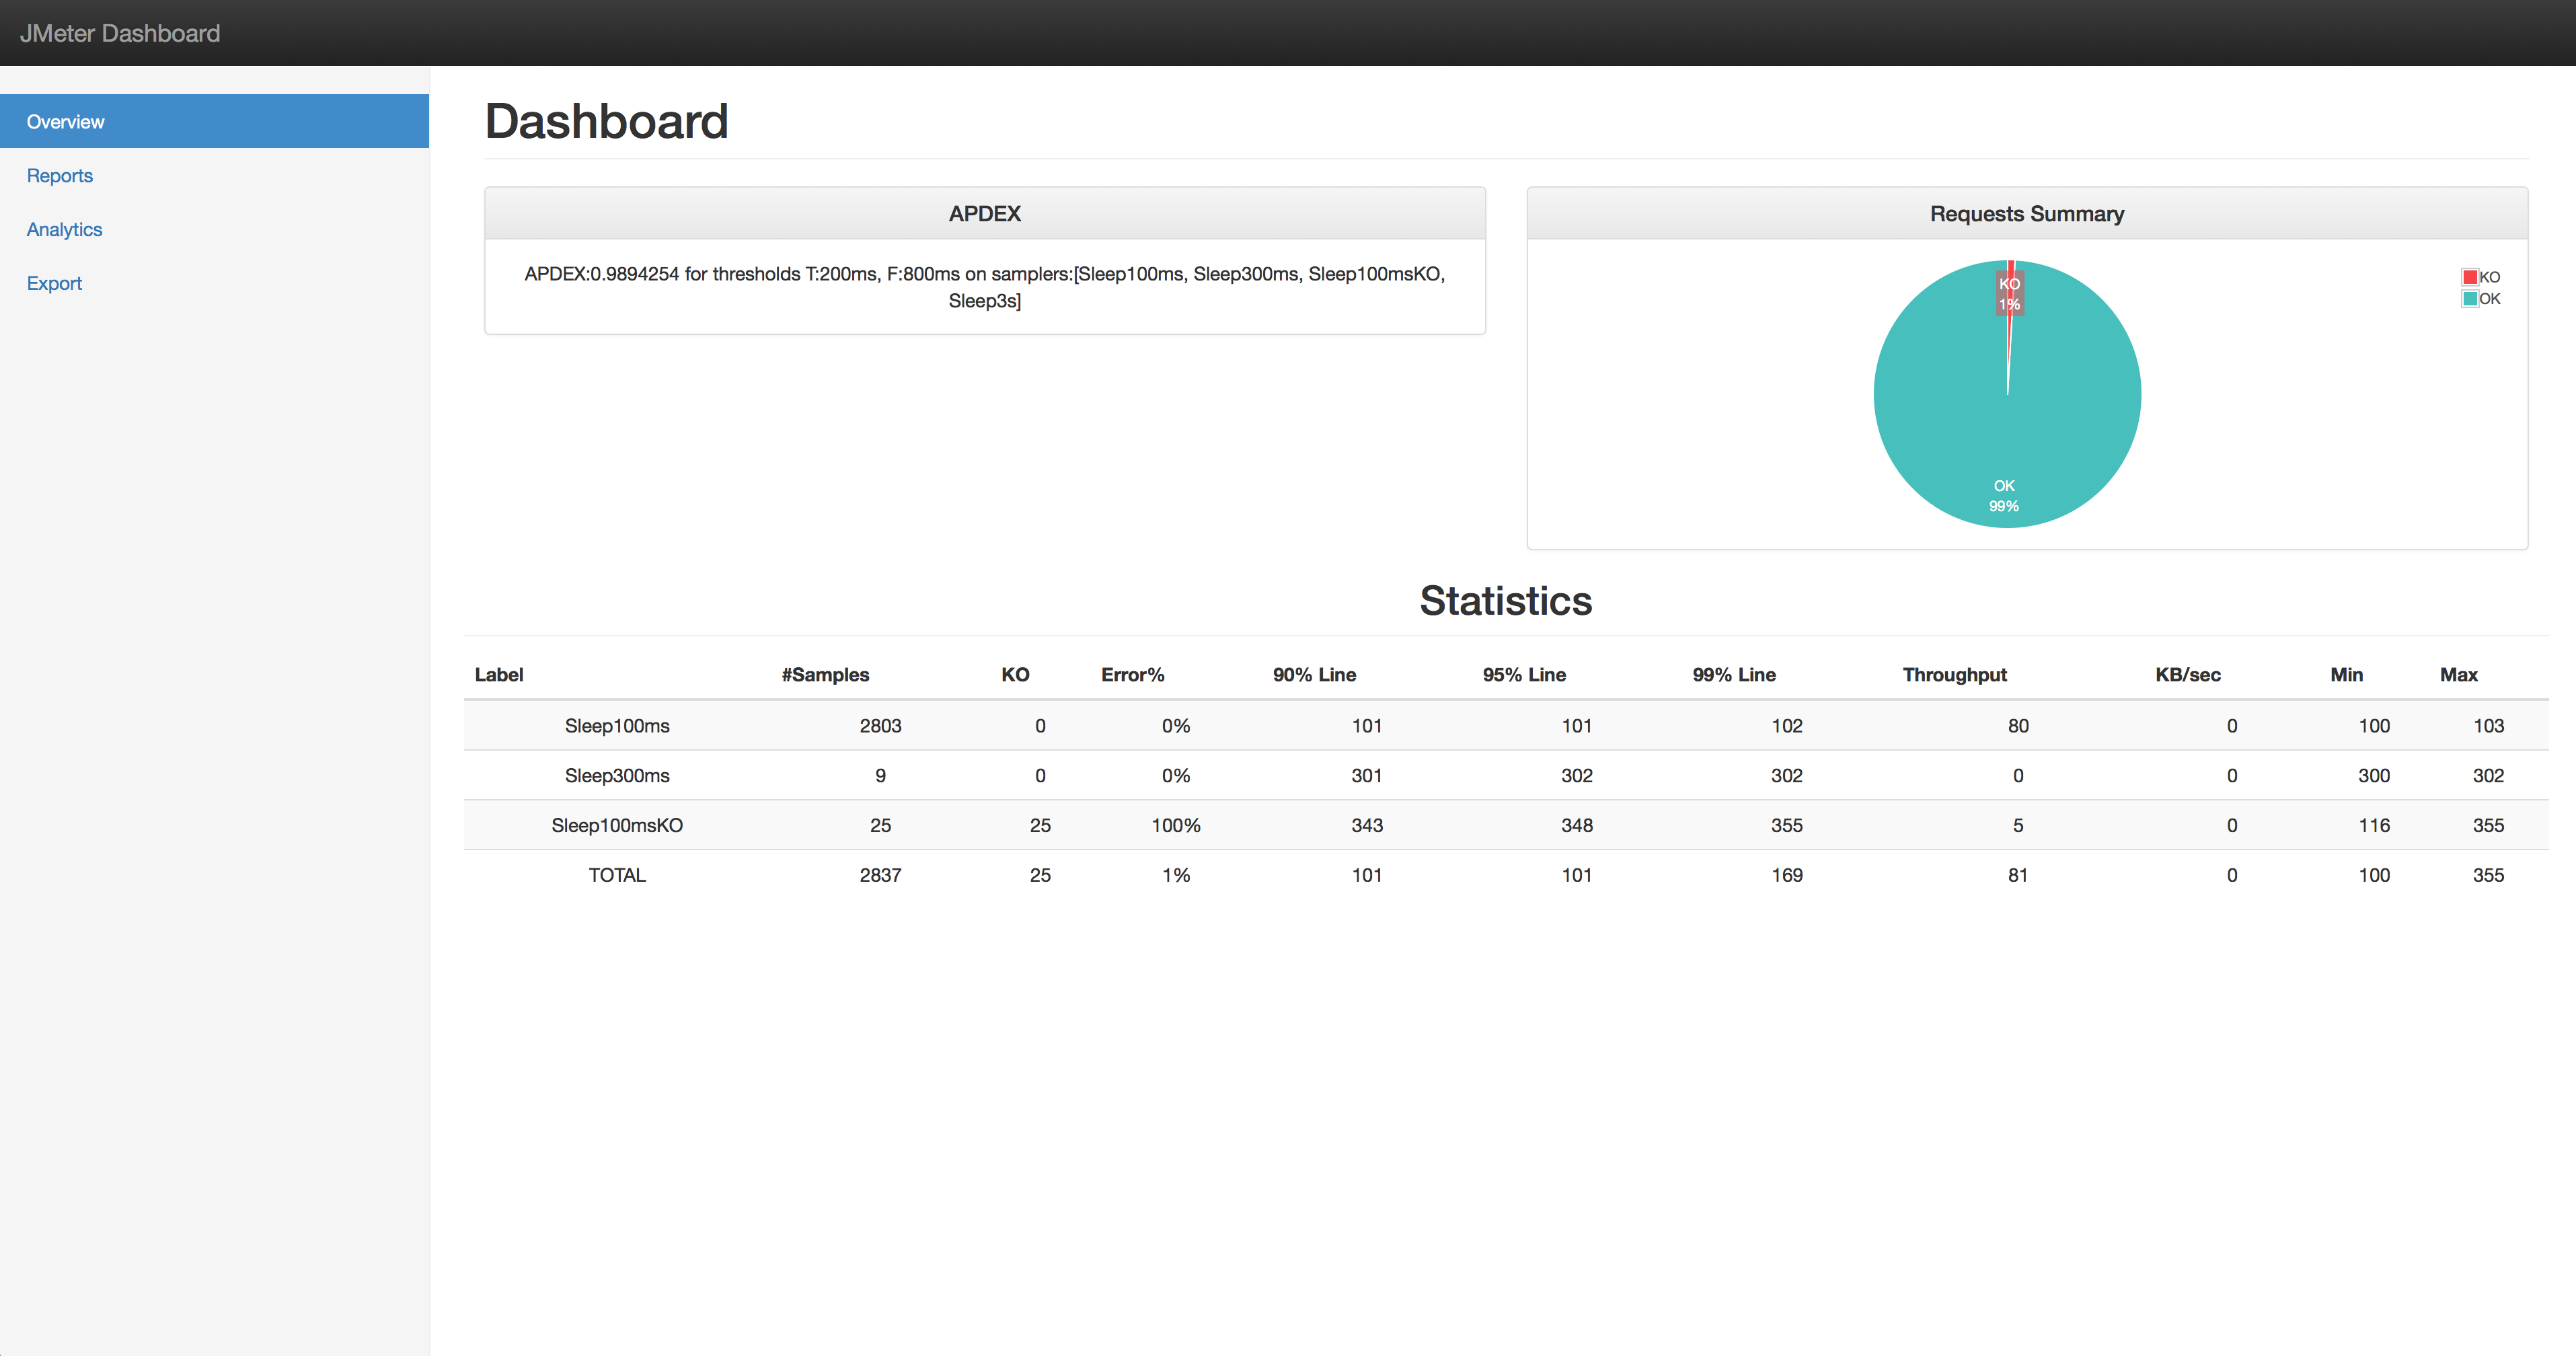 JMeter Dashboard
Overview
Reports
Analytics
Export
Dashboard
APDEX
APDEX:0.9894254 for thresholds T:200ms, F:800ms on samplers:[Sleep100ms, Sleep300ms, Sleep100msKO,
Sleep3s]
Requests Summary
KO
1%
OK
99%
KO
OK
Statistics
Label #Samples KO Error% 90% Line 95% Line 99% Line Throughput KB/sec Min Max
Sleep100ms 2803 0 0% 101 101 102 80 0 100 103
Sleep300ms 9 0 0% 301 302 302 0 0 300 302
Sleep100msKO 25 25 100% 343 348 355 5 0 116 355
TOTAL 2837 25 1% 101 101 169 81 0 100 355